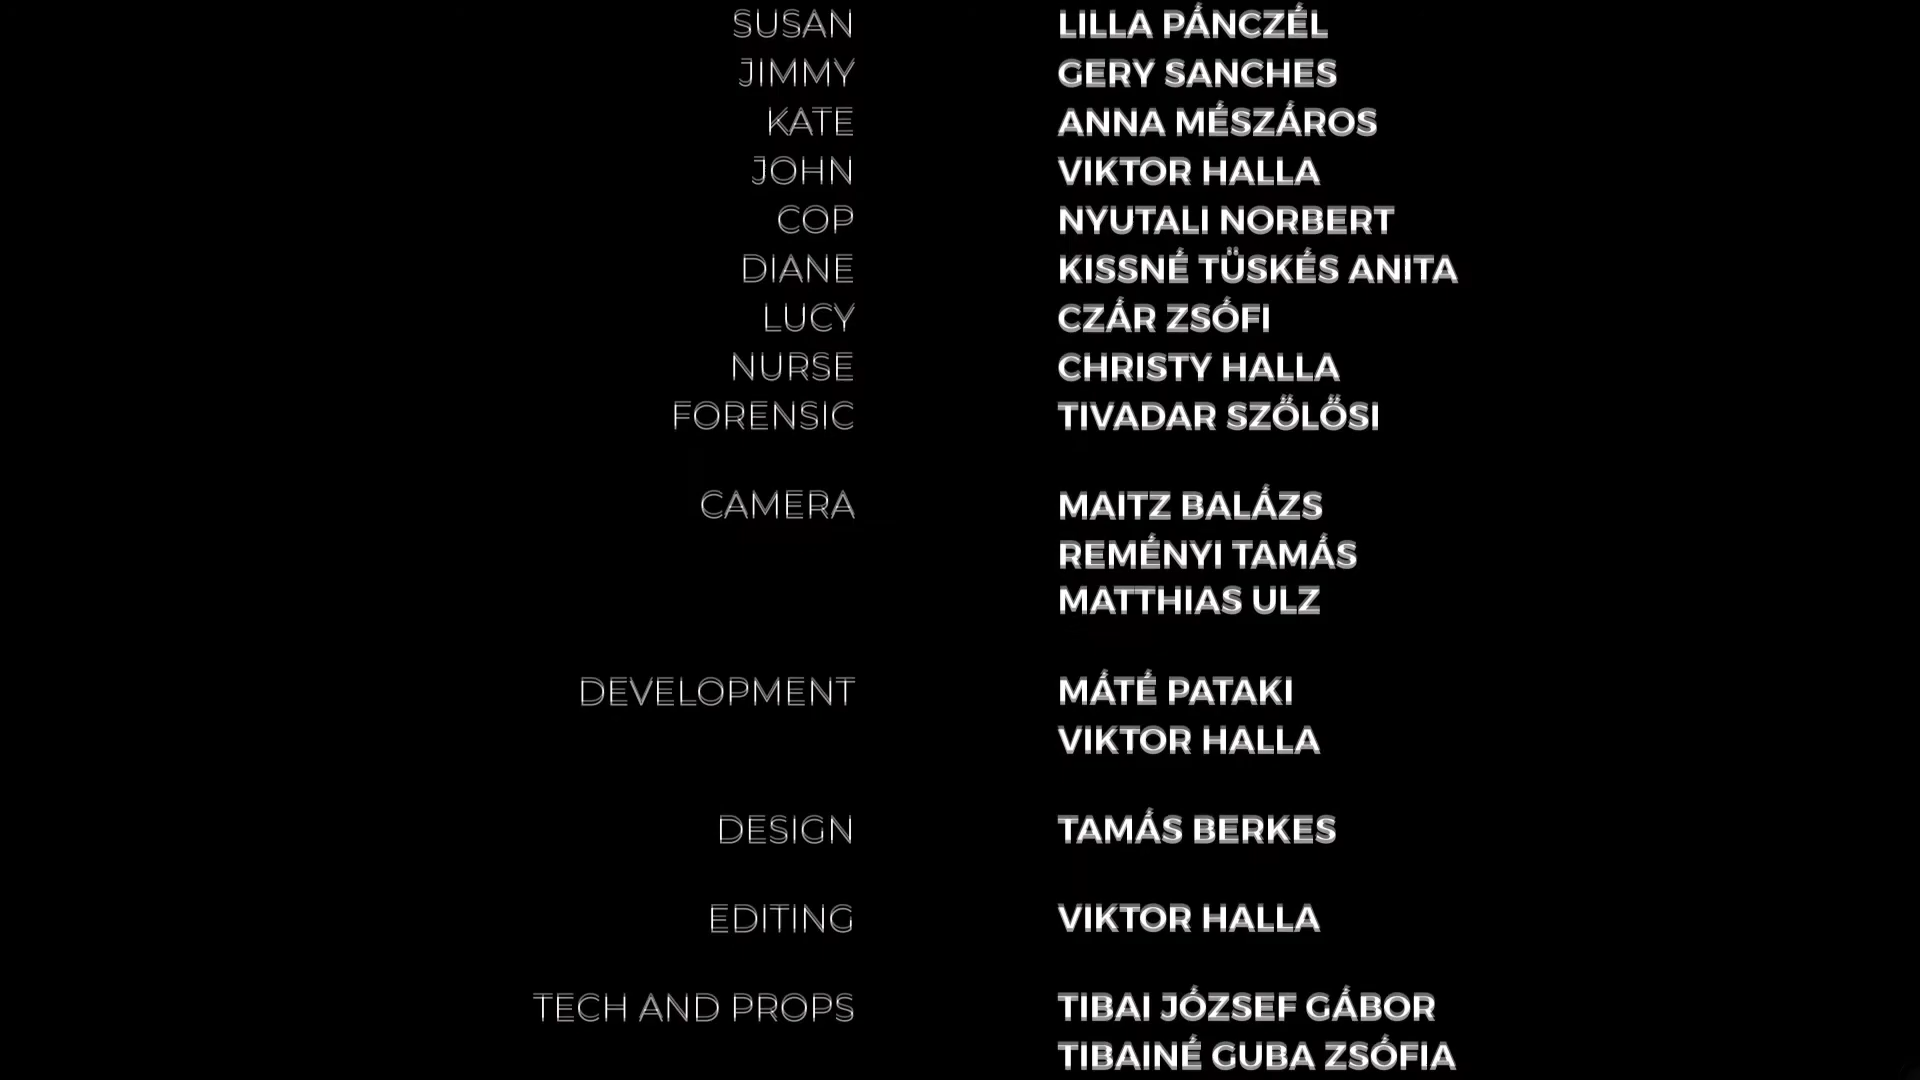 SUSAN LILLA PÁNCZÉL
JIMMY GERY SANCHES
KATE ANNA MÉSZÁROS
JOHN VIKTOR HALLA
COP NYUTALI NORBERT
DIANE KISSNÉ TÜSKÉS ANITA
LUCY CZÁR ZSÓFI
NURSE CHRISTY HALLA
FORENSIC TIVADAR SZŐLŐSI
CAMERA MAITZ BALÁZS
REMÉNYI TAMÁS
MATTHIAS ULZ
DEVELOPMENT MÁTÉ PATAKI
VIKTOR HALLA
DESIGN TAMÁS BERKES
EDITING VIKTOR HALLA
TECH AND PROPS TIBAI JÓZSEF GÁBOR
TIBAINÉ GUBA ZSÓFIA